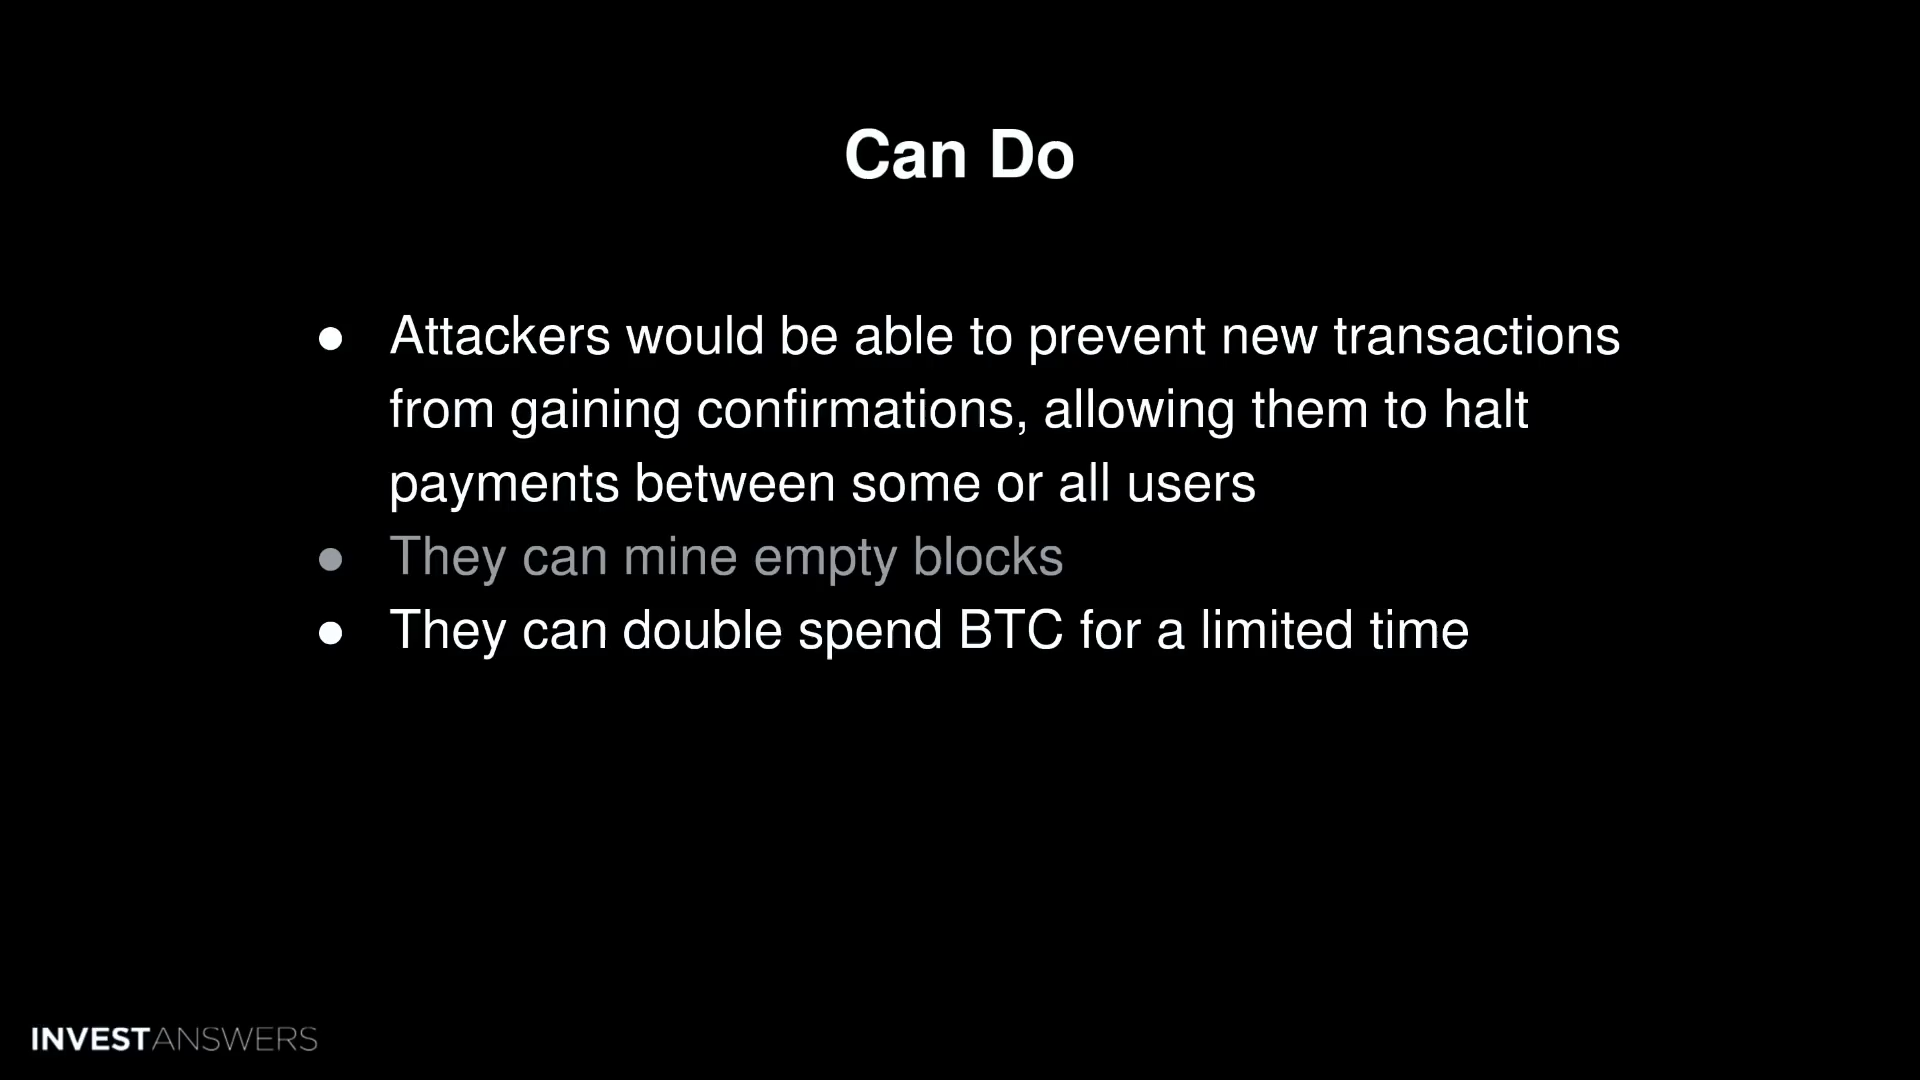 Can Do
● Attackers would be able to prevent new transactions
from gaining confirmations, allowing them to halt
payments between some or all users
● They can mine empty blocks
● They can double spend BTC for a limited time
INVESTANSWERS